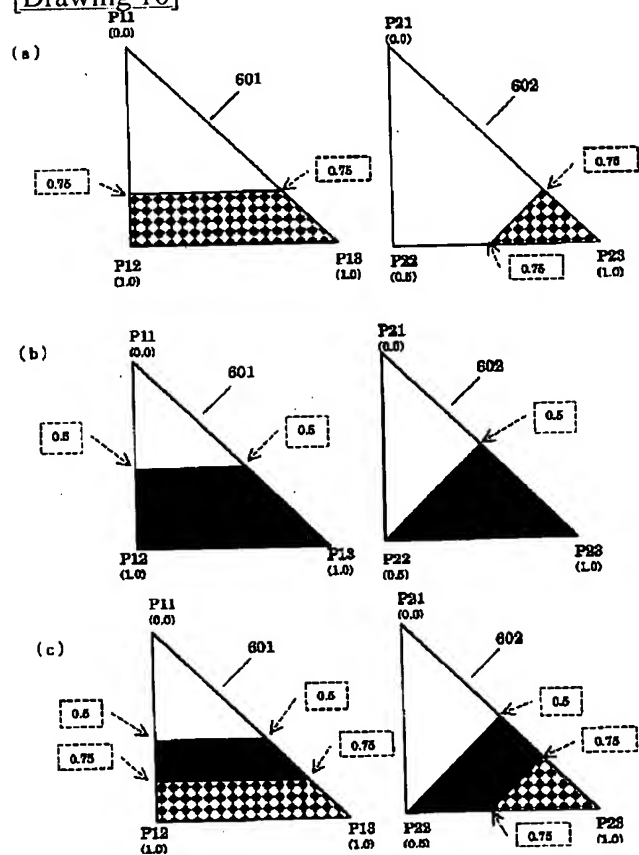 [Drawing 10]
(a)
P11
(0.0)
601
0.75
0.75
P12
(1.0)
P13
(1.0)
P21
(0.0)
602
0.75
P22
(0.5)
0.75
P23
(1.0)
(b)
P11
(0.0)
601
0.5
0.5
P12
(1.0)
P13
(1.0)
P21
(0.0)
602
0.5
P22
(0.5)
P23
(1.0)
(c)
P11
(0.0)
601
0.5
0.5
0.75
0.75
P12
(1.0)
P13
(1.0)
P21
(0.0)
602
0.5
0.75
P22
(0.5)
0.75
P23
(1.0)